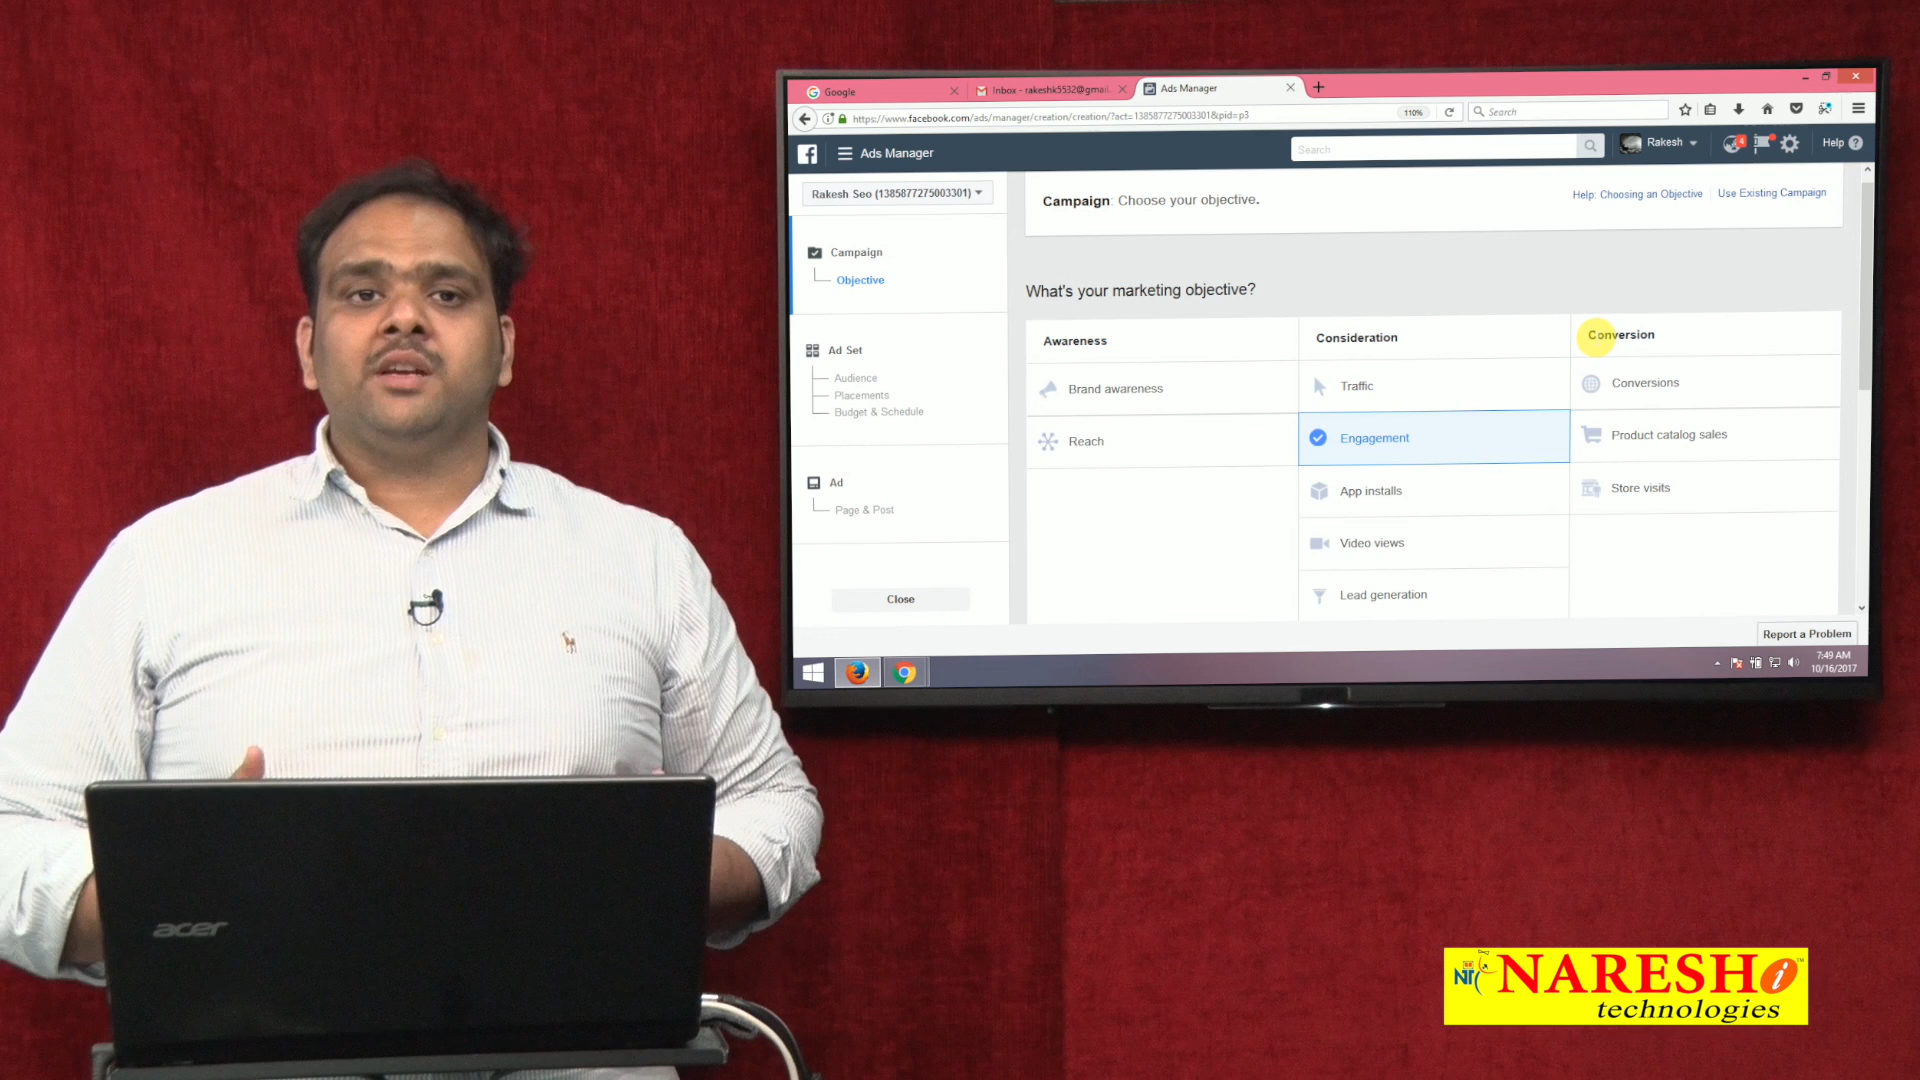 Google
Inbox - rakeshk5532@gmail.
Ads Manager
https://www.facebook.com/ads/manager/creation/creation/?act=1385877275003301&pid=p3
110%
Search
Ads Manager
Search
Rakesh
4
Help
Rakesh Seo (1385877275003301)
Campaign: Choose your objective.
Help: Choosing an Objective
Use Existing Campaign
Campaign
Objective
Ad Set
Audience
Placements
Budget & Schedule
Ad
Page & Post
Close
What's your marketing objective?
Awareness
Brand awareness
Reach
Consideration
Traffic
Engagement
App installs
Video views
Lead generation
Conversion
Conversions
Product catalog sales
Store visits
Report a Problem
7:49 AM
10/16/2017
acer
NARESH i
technologies